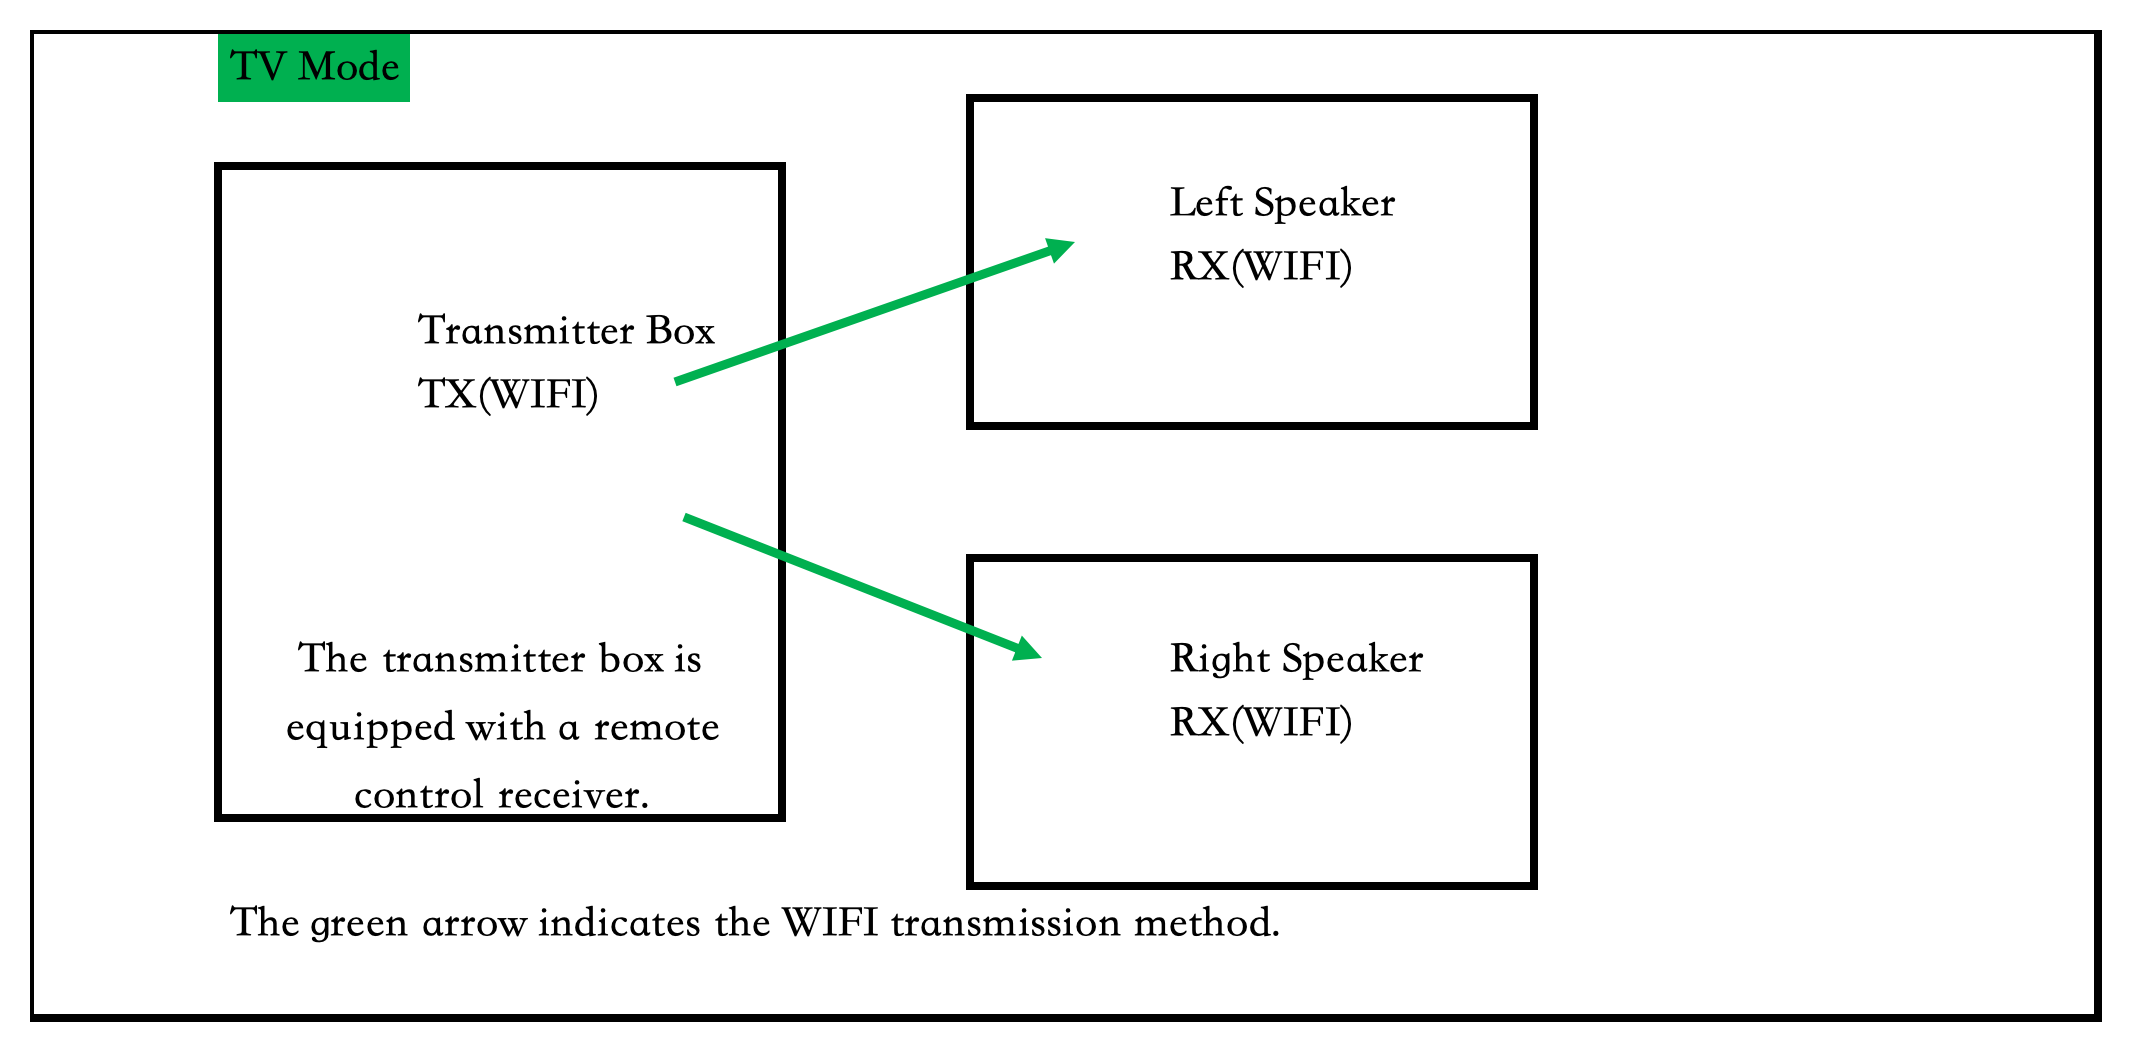 TV Mode
Transmitter Box
TX(WIFI)
The transmitter box is
equipped with a remote
control receiver.
Left Speaker
RX(WIFI)
Right Speaker
RX(WIFI)
The green arrow indicates the WIFI transmission method.